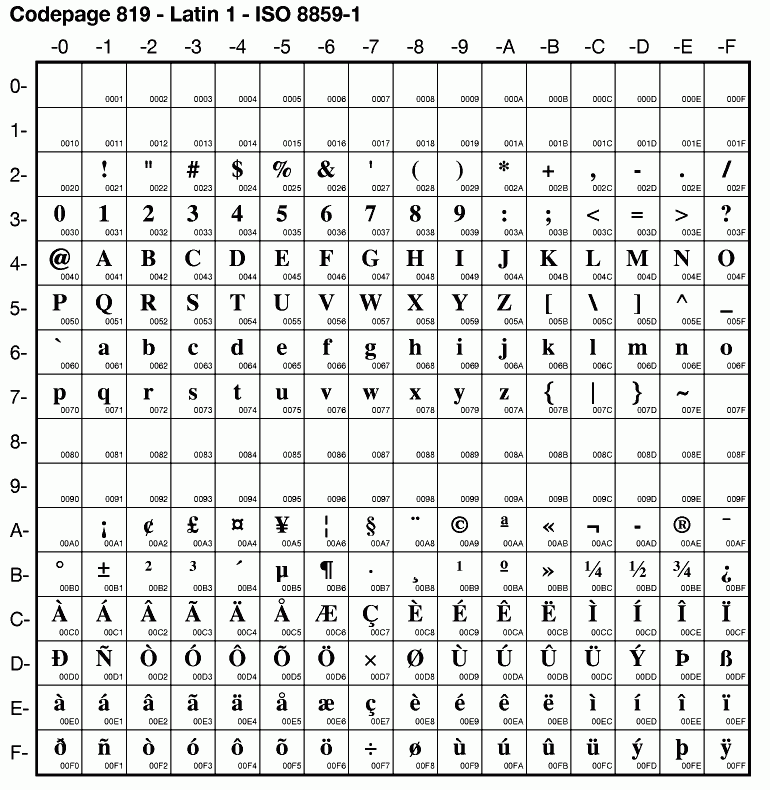 Codepage 819 - Latin 1 - ISO 8859-1
-0 -1 -2 -3 -4 -5 -6 -7 -8 -9 -A -B -C -D -E -F
0-
0001 0002 0003 0004 0005 0006 0007 0008 0009 000A 000B 000C 000D 000E 000F
1-
0010 0011 0012 0013 0014 0015 0016 0017 0018 0019 001A 001B 001C 001D 001E 001F
2- ! " # $ % & ' ( ) * + , - . /
0020 0021 0022 0023 0024 0025 0026 0027 0028 0029 002A 002B 002C 002D 002E 002F
3- 0 1 2 3 4 5 6 7 8 9 : ; < = > ?
0030 0031 0032 0033 0034 0035 0036 0037 0038 0039 003A 003B 003C 003D 003E 003F
4- @ A B C D E F G H I J K L M N O
0040 0041 0042 0043 0044 0045 0046 0047 0048 0049 004A 004B 004C 004D 004E 004F
5- P Q R S T U V W X Y Z [ \ ] ^ _
0050 0051 0052 0053 0054 0055 0056 0057 0058 0059 005A 005B 005C 005D 005E 005F
6- ` a b c d e f g h i j k l m n o
0060 0061 0062 0063 0064 0065 0066 0067 0068 0069 006A 006B 006C 006D 006E 006F
7- p q r s t u v w x y z { | } ~
0070 0071 0072 0073 0074 0075 0076 0077 0078 0079 007A 007B 007C 007D 007E 007F
8-
0080 0081 0082 0083 0084 0085 0086 0087 0088 0089 008A 008B 008C 008D 008E 008F
9-
0090 0091 0092 0093 0094 0095 0096 0097 0098 0099 009A 009B 009C 009D 009E 009F
A- ¡ ¢ £ ¤ ¥ ¦ § ¨ © ª « ¬ - ® ¯
00A0 00A1 00A2 00A3 00A4 00A5 00A6 00A7 00A8 00A9 00AA 00AB 00AC 00AD 00AE 00AF
B- ° ± ² ³ ´ µ ¶ · ¸ ¹ º » ¼ ½ ¾ ¿
00B0 00B1 00B2 00B3 00B4 00B5 00B6 00B7 00B8 00B9 00BA 00BB 00BC 00BD 00BE 00BF
C- À Á Â Ã Ä Å Æ Ç È É Ê Ë Ì Í Î Ï
00C0 00C1 00C2 00C3 00C4 00C5 00C6 00C7 00C8 00C9 00CA 00CB 00CC 00CD 00CE 00CF
D- Ð Ñ Ò Ó Ô Õ Ö × Ø Ù Ú Û Ü Ý Þ ß
00D0 00D1 00D2 00D3 00D4 00D5 00D6 00D7 00D8 00D9 00DA 00DB 00DC 00DD 00DE 00DF
E- à á â ã ä å æ ç è é ê ë ì í î ï
00E0 00E1 00E2 00E3 00E4 00E5 00E6 00E7 00E8 00E9 00EA 00EB 00EC 00ED 00EE 00EF
F- ð ñ ò ó ô õ ö ÷ ø ù ú û ü ý þ ÿ
00F0 00F1 00F2 00F3 00F4 00F5 00F6 00F7 00F8 00F9 00FA 00FB 00FC 00FD 00FE 00FF